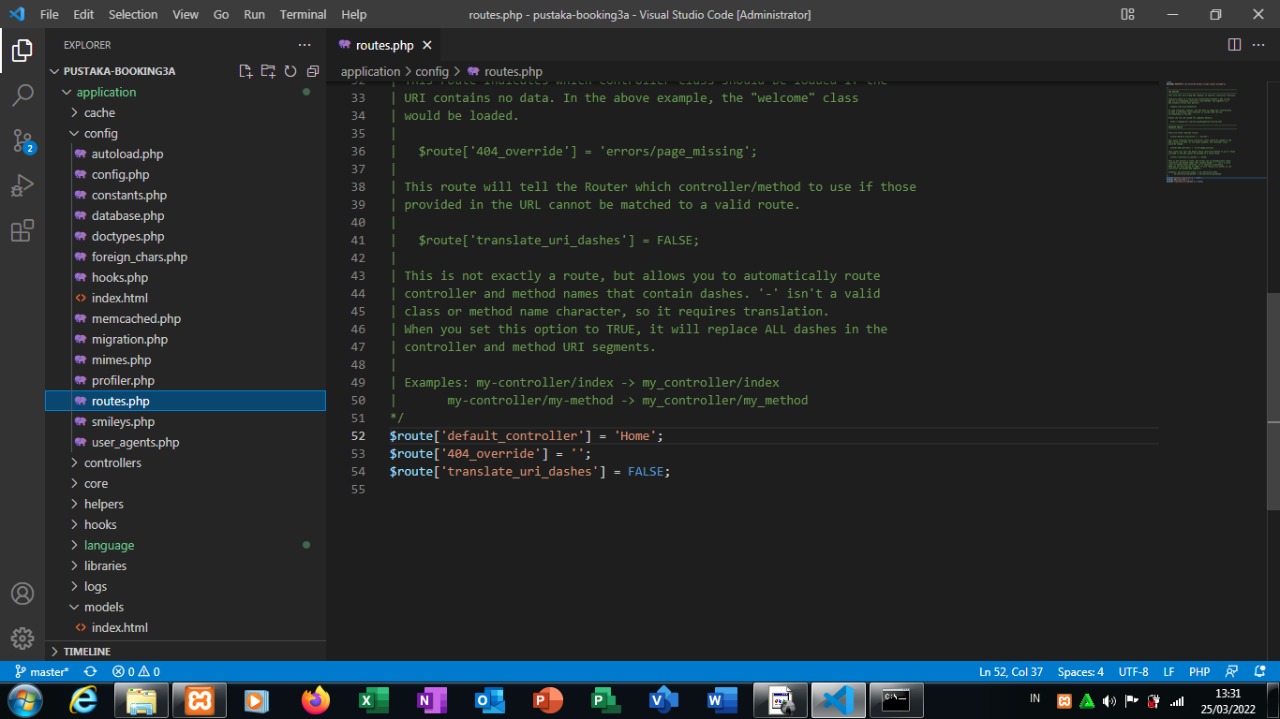 File Edit Selection View Go Run Terminal Help
routes.php - pustaka-booking3a - Visual Studio Code [Administrator]
EXPLORER
PUSTAKA-BOOKING3A
application
cache
config
autoload.php
config.php
constants.php
database.php
doctypes.php
foreign_chars.php
hooks.php
index.html
memcached.php
migration.php
mimes.php
profiler.php
routes.php
smileys.php
user_agents.php
controllers
core
helpers
hooks
language
libraries
logs
models
index.html
TIMELINE
2
routes.php
application > config > routes.php
32 | This route indicates which controller class should be loaded if the
33 | URI contains no data. In the above example, the "welcome" class
34 | would be loaded.
35 |
36 | $route['404_override'] = 'errors/page_missing';
37 |
38 | This route will tell the Router which controller/method to use if those
39 | provided in the URL cannot be matched to a valid route.
40 |
41 | $route['translate_uri_dashes'] = FALSE;
42 |
43 | This is not exactly a route, but allows you to automatically route
44 | controller and method names that contain dashes. '-' isn't a valid
45 | class or method name character, so it requires translation.
46 | When you set this option to TRUE, it will replace ALL dashes in the
47 | controller and method URI segments.
48 |
49 | Examples: my-controller/index -> my_controller/index
50 | my-controller/my-method -> my_controller/my_method
51 */
52 $route['default_controller'] = 'Home';
53 $route['404_override'] = '';
54 $route['translate_uri_dashes'] = FALSE;
55
master* 0 0
Ln 52, Col 37 Spaces: 4 UTF-8 LF PHP
IN
13:31
25/03/2022